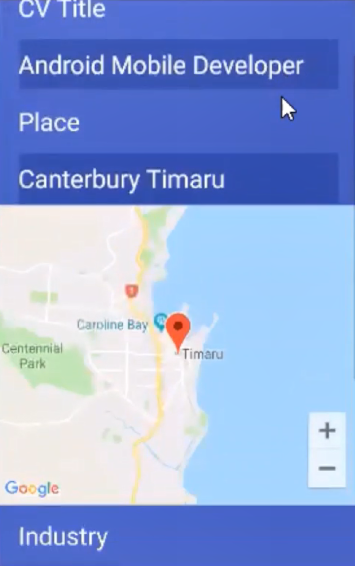 CV Title
Android Mobile Developer
Place
Canterbury Timaru
1
Caroline Bay
Timaru
Centennial
Park
+
−
Google
Industry